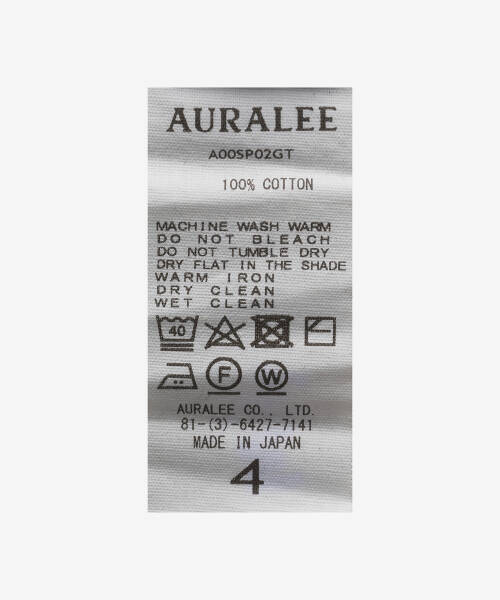 AURALEE
A00SP02GT
100% COTTON
MACHINE WASH WARM
DO NOT BLEACH
DO NOT TUMBLE DRY
DRY FLAT IN THE SHADE
WARM IRON
DRY CLEAN
WET CLEAN
40
F W
AURALEE CO., LTD.
81-(3)-6427-7141
MADE IN JAPAN
4